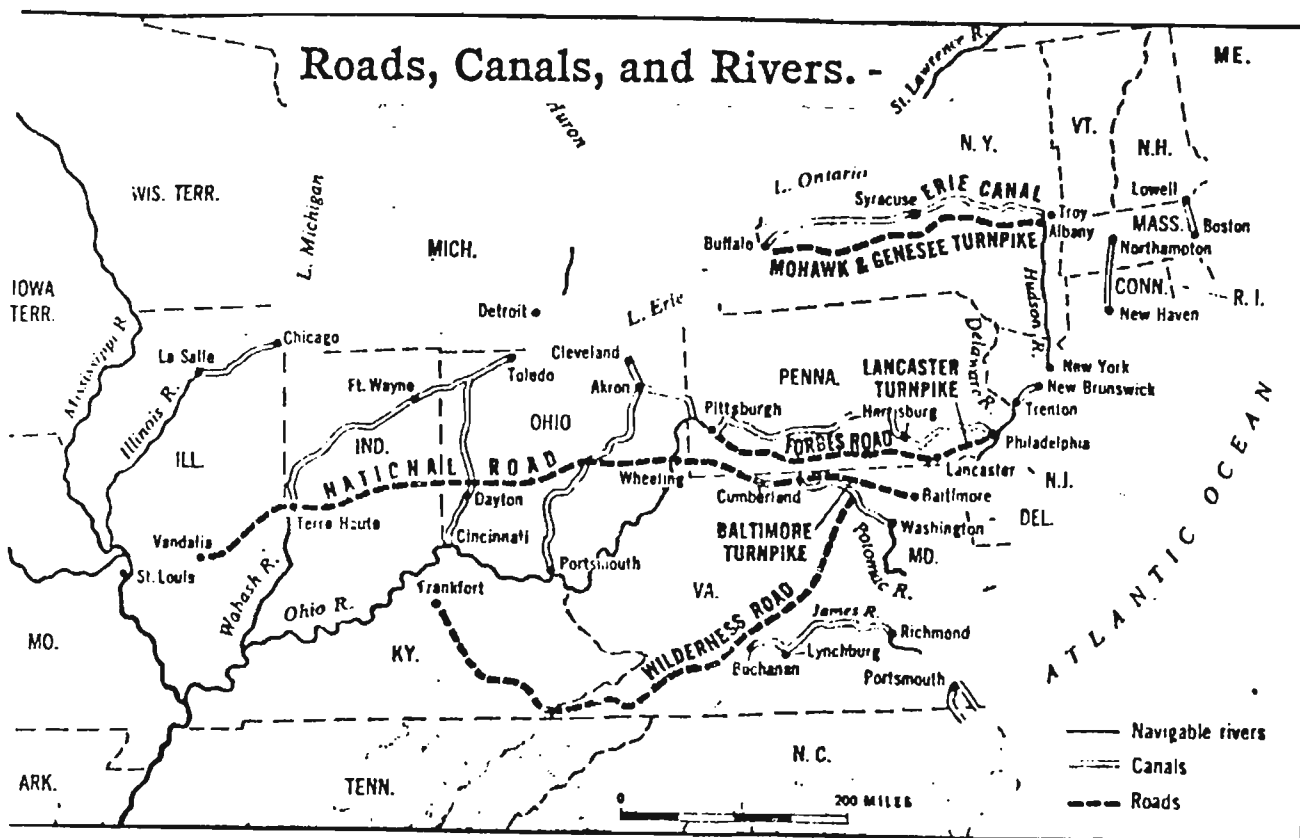 Roads, Canals, and Rivers. -
St. Lawrence R.
ME.
VT.
N.H.
N.Y.
Huron
L. Ontario
WIS. TERR.
L. Michigan
MICH.
Syracuse
ERIE CANAL
Troy
Albany
Lowell
MASS.
Boston
Buffalo
MOHAWK & GENESEE TURNPIKE
Northamoton
IOWA
TERR.
CONN.
R.I.
Hudson R.
New Haven
Detroit
L. Erie
Mississippi R
Chicago
La Salle
Illinois R.
Cleveland
Toledo
Akron
Ft. Wayne
PENNA.
Delaware R.
LANCASTER
TURNPIKE
New York
New Brunswick
Trenton
Pittsburgh
Harrisburg
OHIO
IND.
ILL.
FORBES ROAD
Philadelphia
NATIONAL ROAD
Wheeling
Lancaster
N.J.
Cumberland
Baltimore
Dayton
Terre Haute
DEL.
Washington
BALTIMORE
TURNPIKE
MD.
Potomac R.
Vandalia
Cincinnati
St. Louis
Portsmouth
Frankfort
Wabash R.
Ohio R.
VA.
WILDERNESS ROAD
James R.
Richmond
MO.
KY.
Buchanan
Lynchburg
Portsmouth
ATLANTIC OCEAN
Navigable rivers
Canals
Roads
ARK.
TENN.
N.C.
0
200 MILES